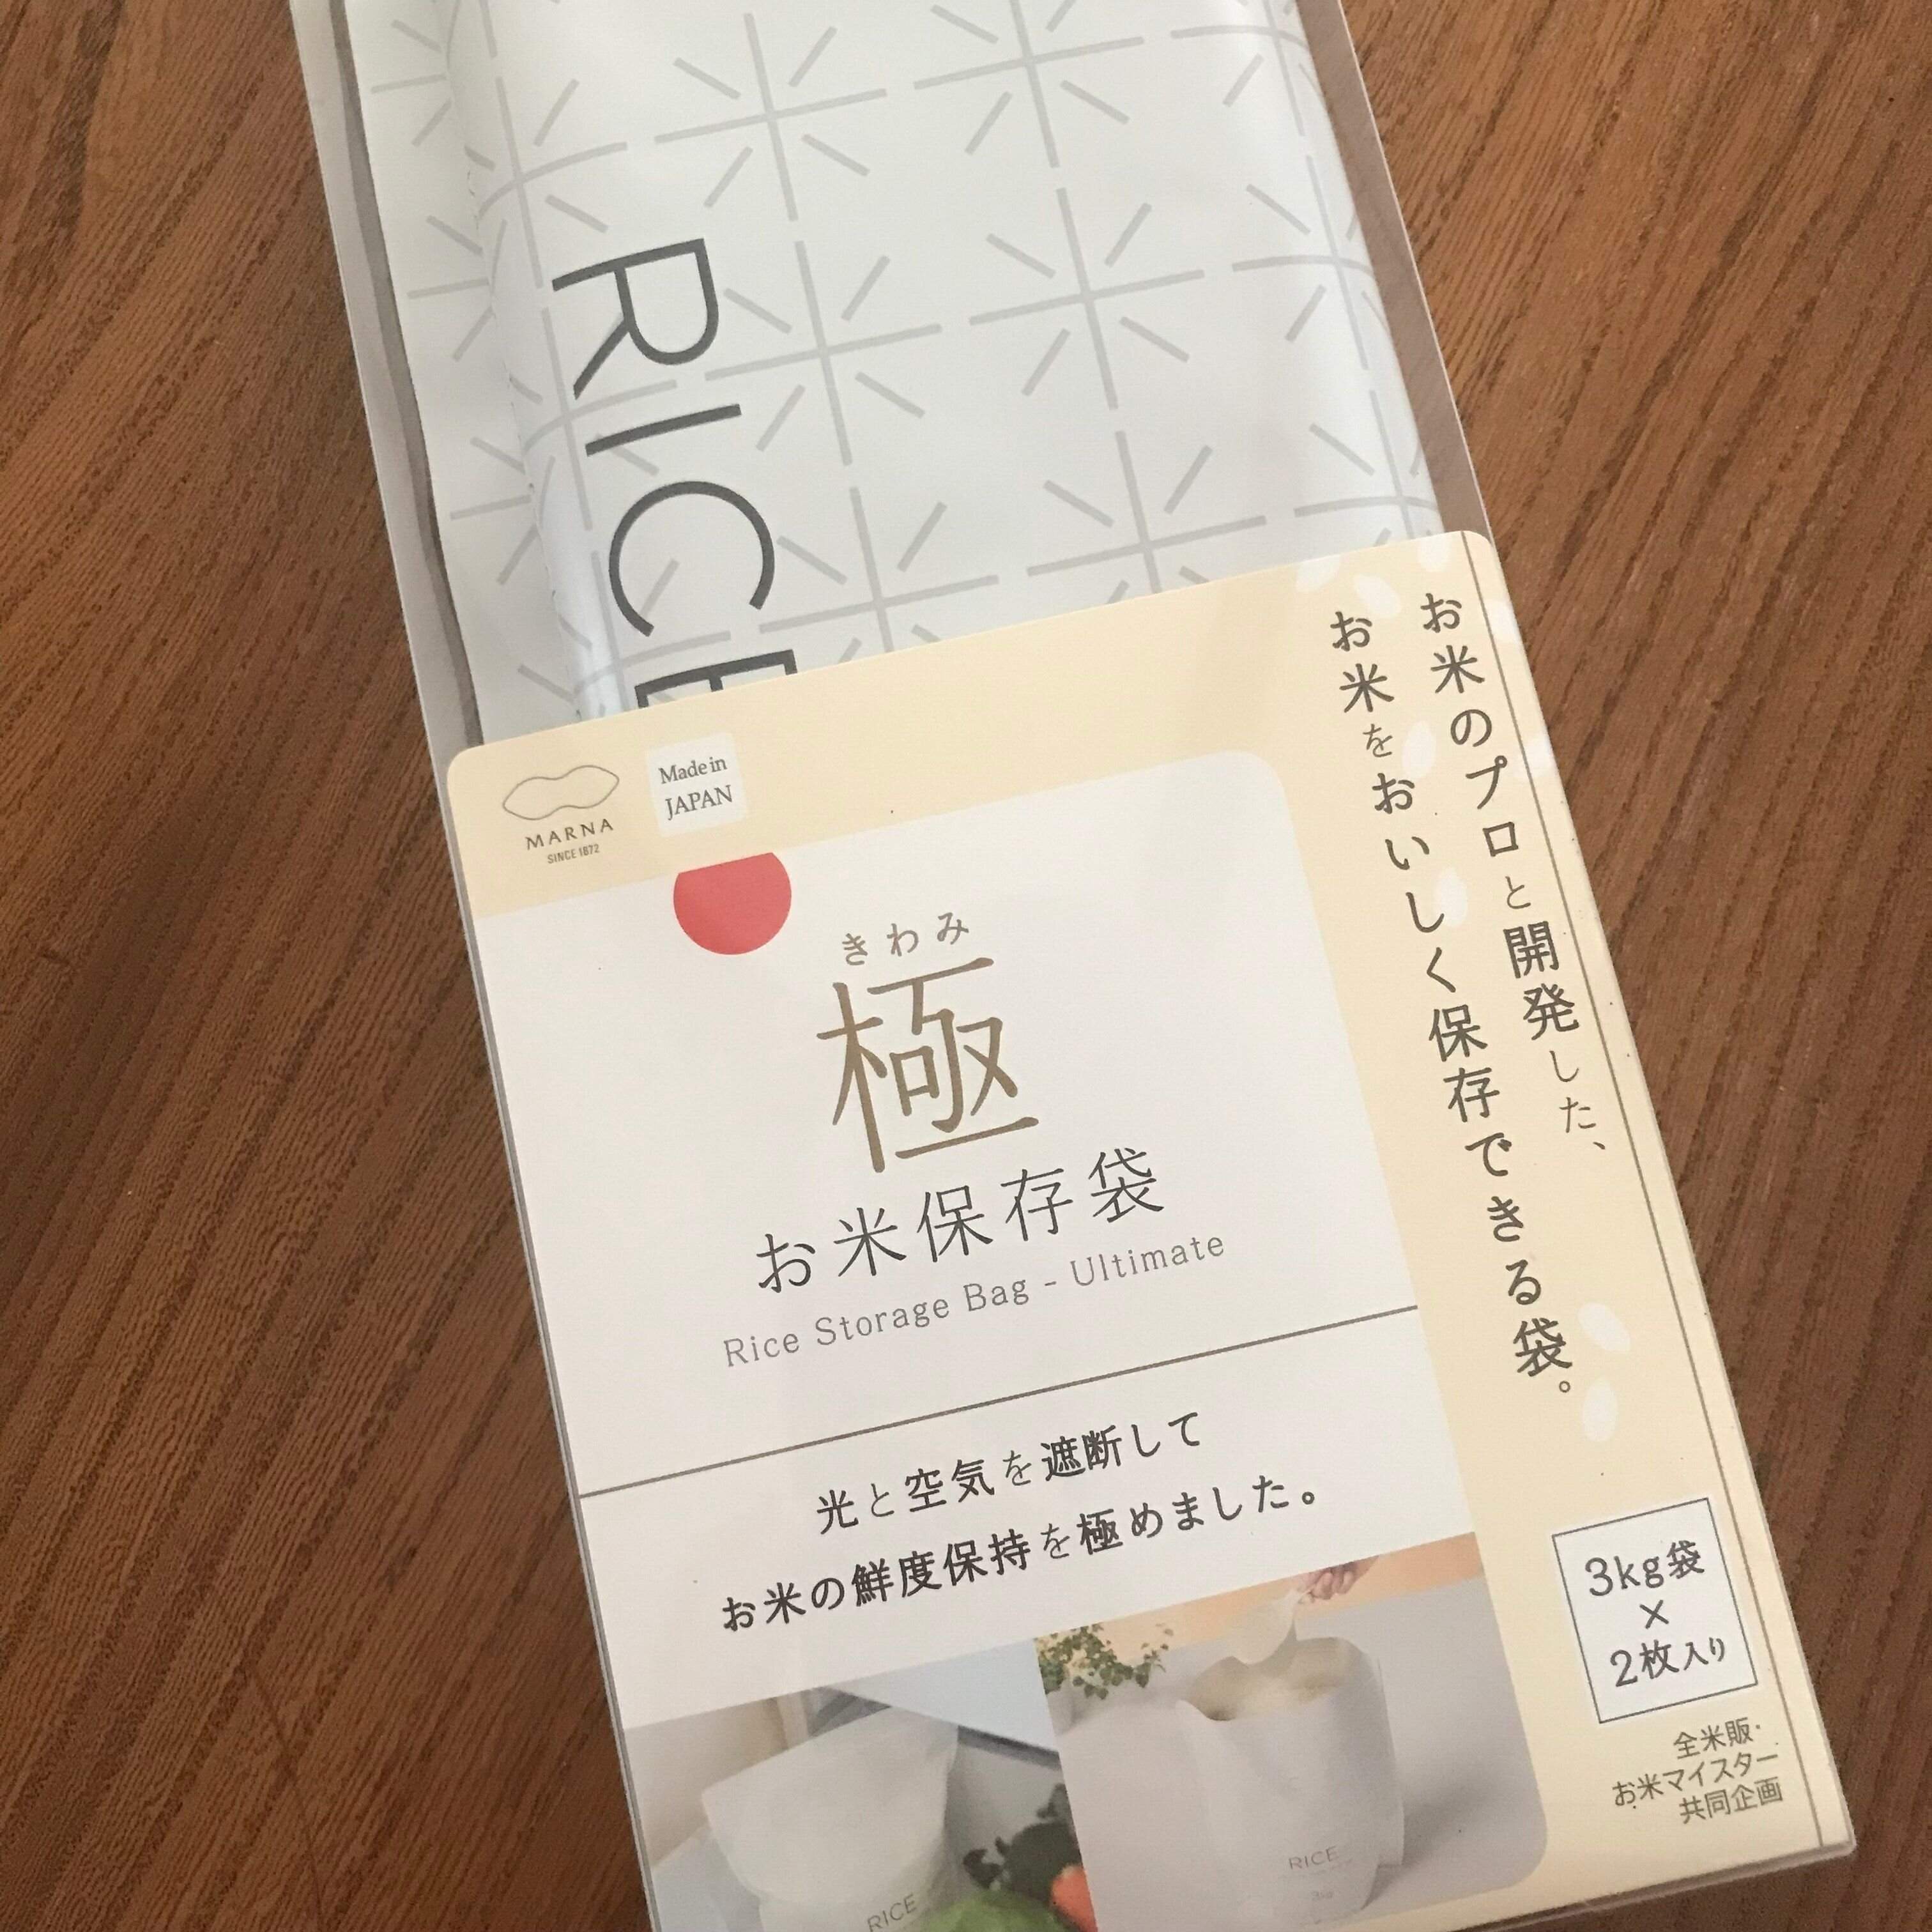 RICE
MARNA
SINCE 1872
Made in
JAPAN
お米のプロと開発した、
お米をおいしく保存できる袋。
きわみ
極
お米保存袋
Rice Storage Bag - Ultimate
光と空気を遮断して
お米の鮮度保持を極めました。
3kg袋
×
2枚入り
全米販・
お米マイスター
共同企画
RICE
RICE
3kg